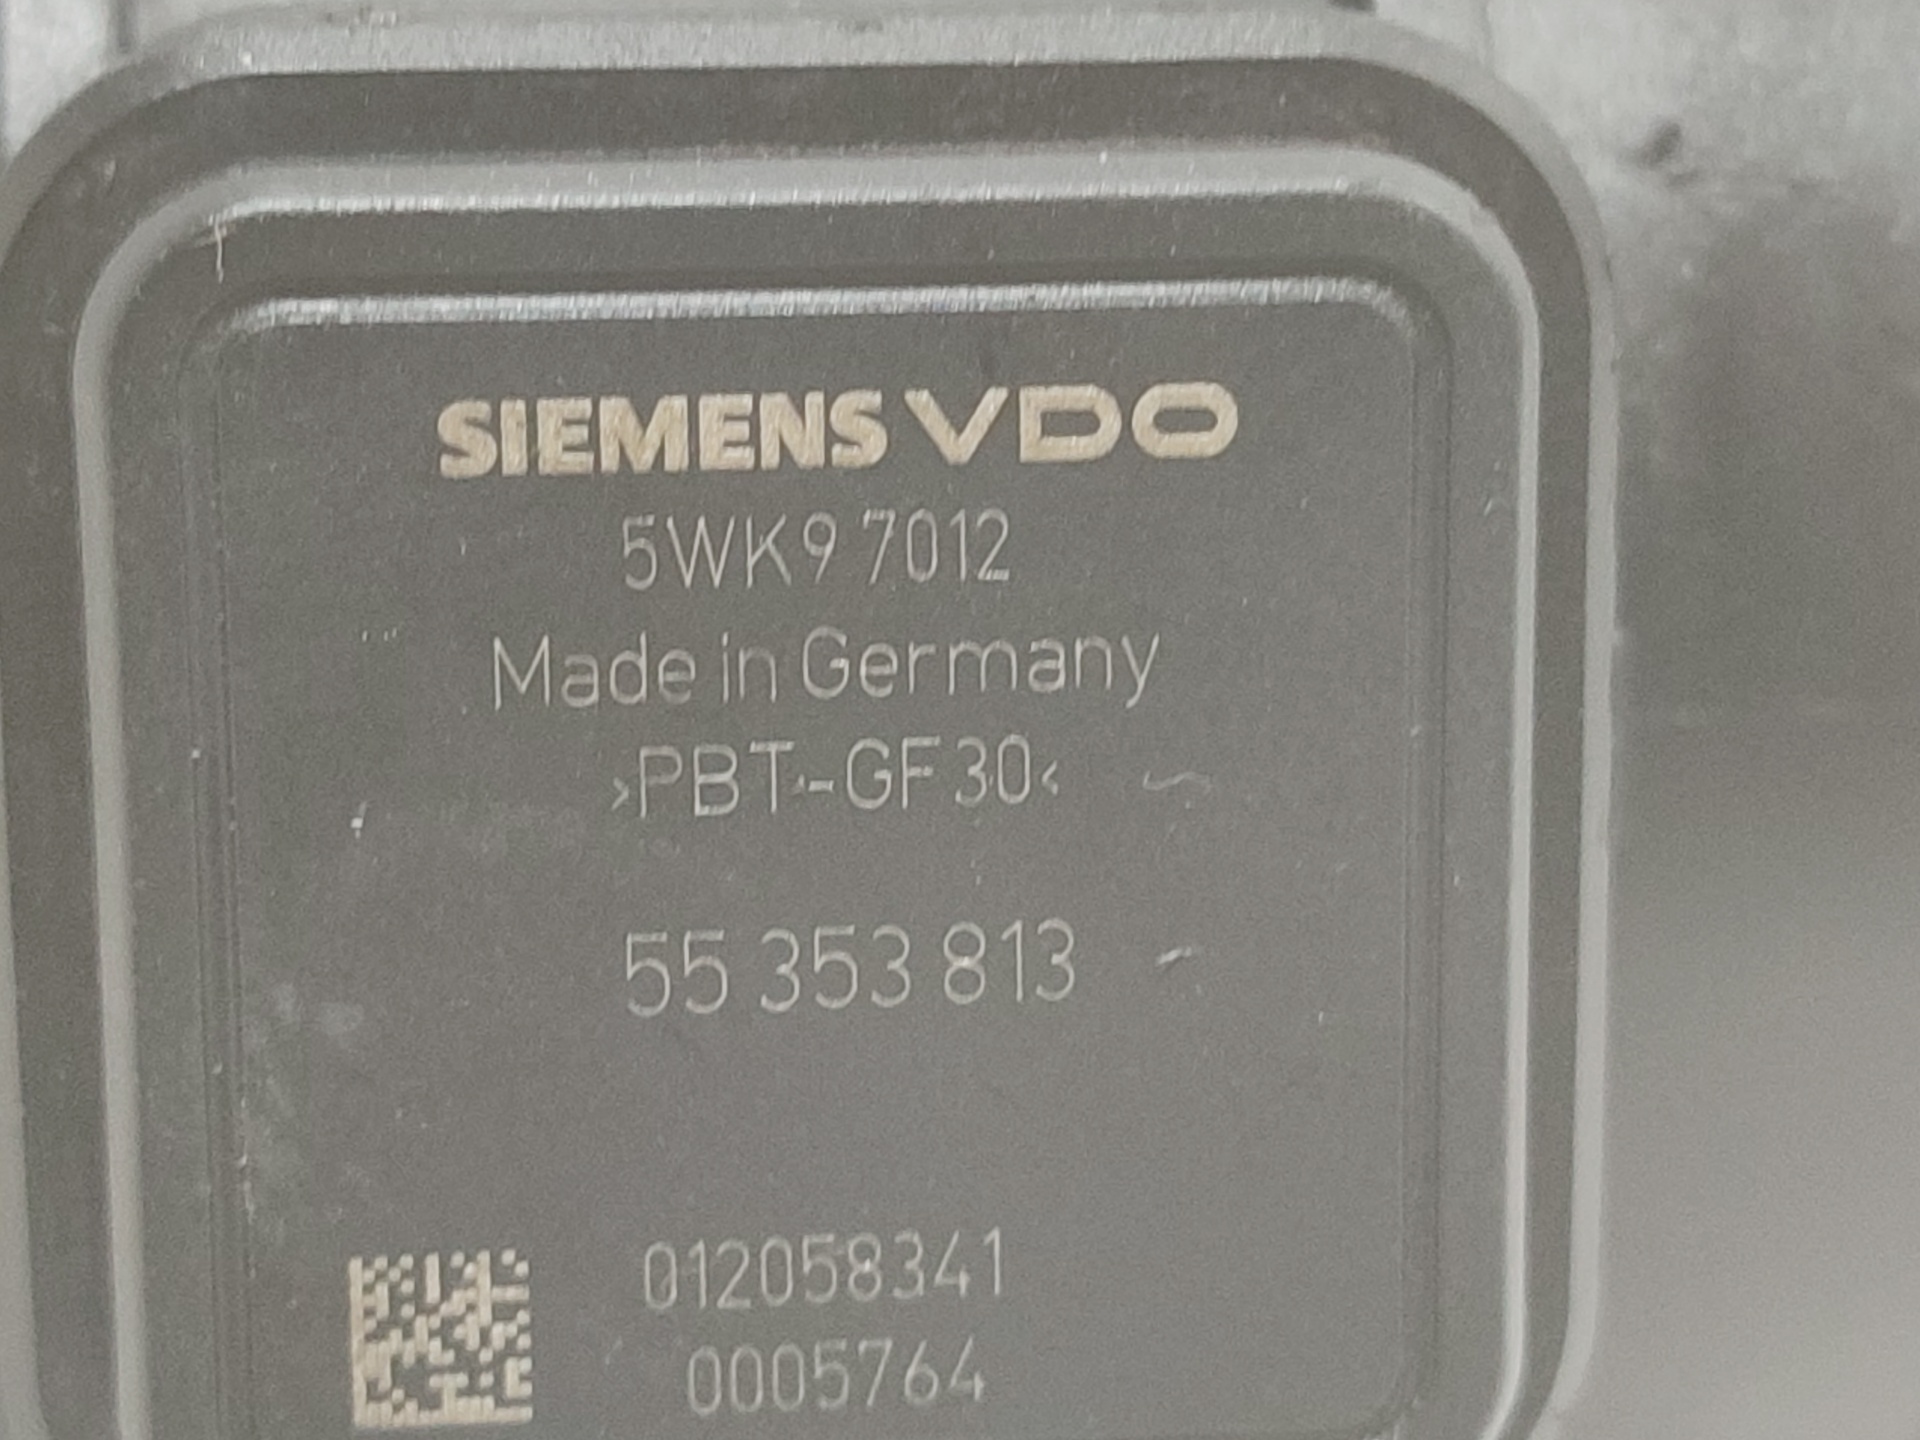 SIEMENS VDO
5WK9 7012
Made in Germany
>PBT-GF30<
55 353 813
012058341
0005764